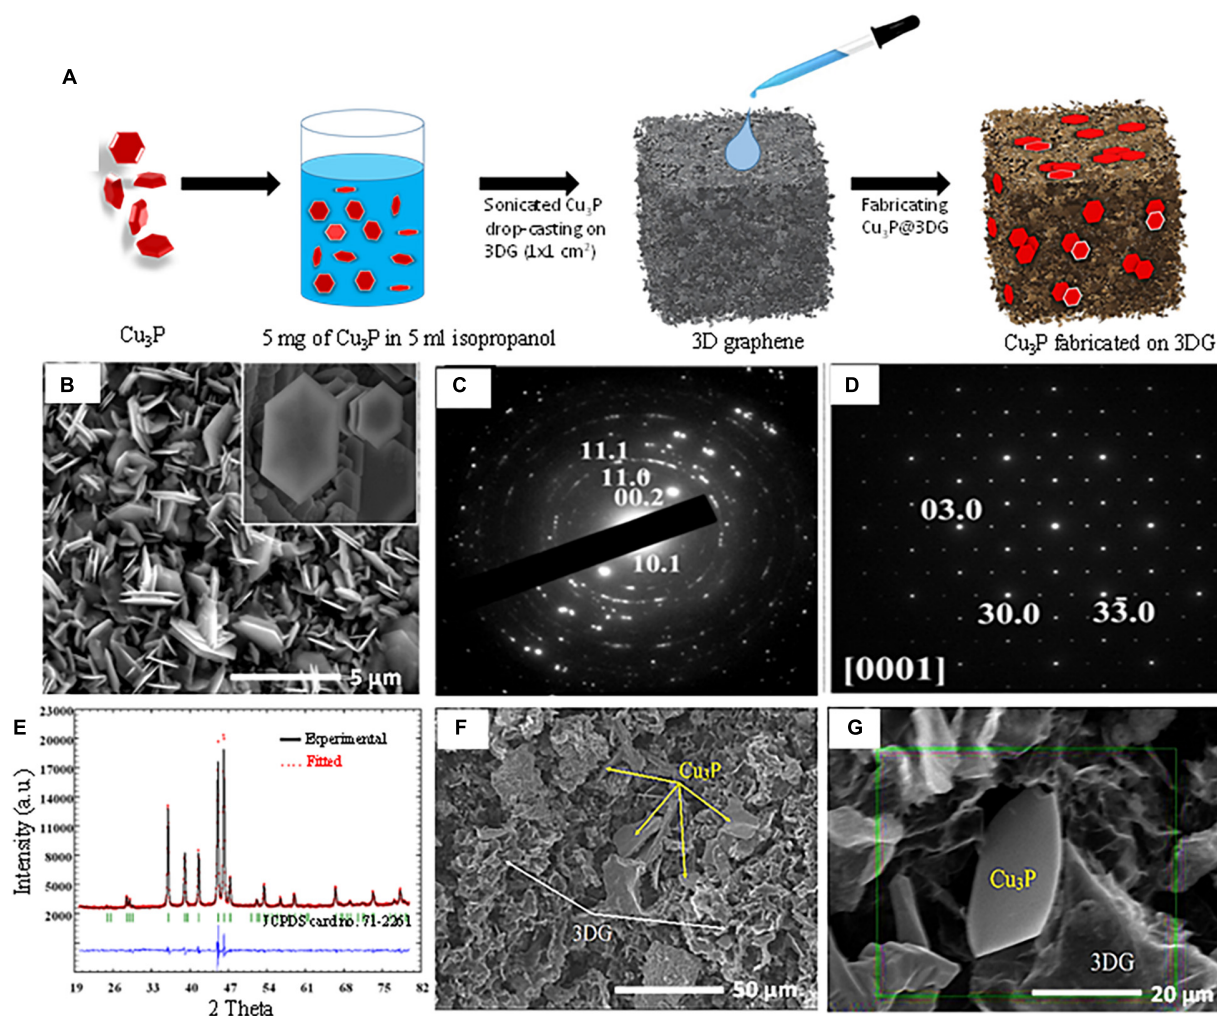 A
Sonicated Cu₃P
drop-casting on
3DG (1x1 cm²)
Fabricating
Cu₃P@3DG
Cu₃P
5 mg of Cu₃P in 5 ml isopropanol
3D graphene
Cu₃P fabricated on 3DG
B
5 µm
C
11.1
11.0
00.2
10.1
D
03.0
30.0
33̄.0
[0001]
E
23000
20000
17000
14000
11000
8000
5000
2000
Intensity (a.u.)
Experimental
Fitted
JCPDS card no. 71-2261
19 26 33 40 47 54 61 68 75 82
2 Theta
F
Cu₃P
3DG
50 µm
G
Cu₃P
3DG
20 µm